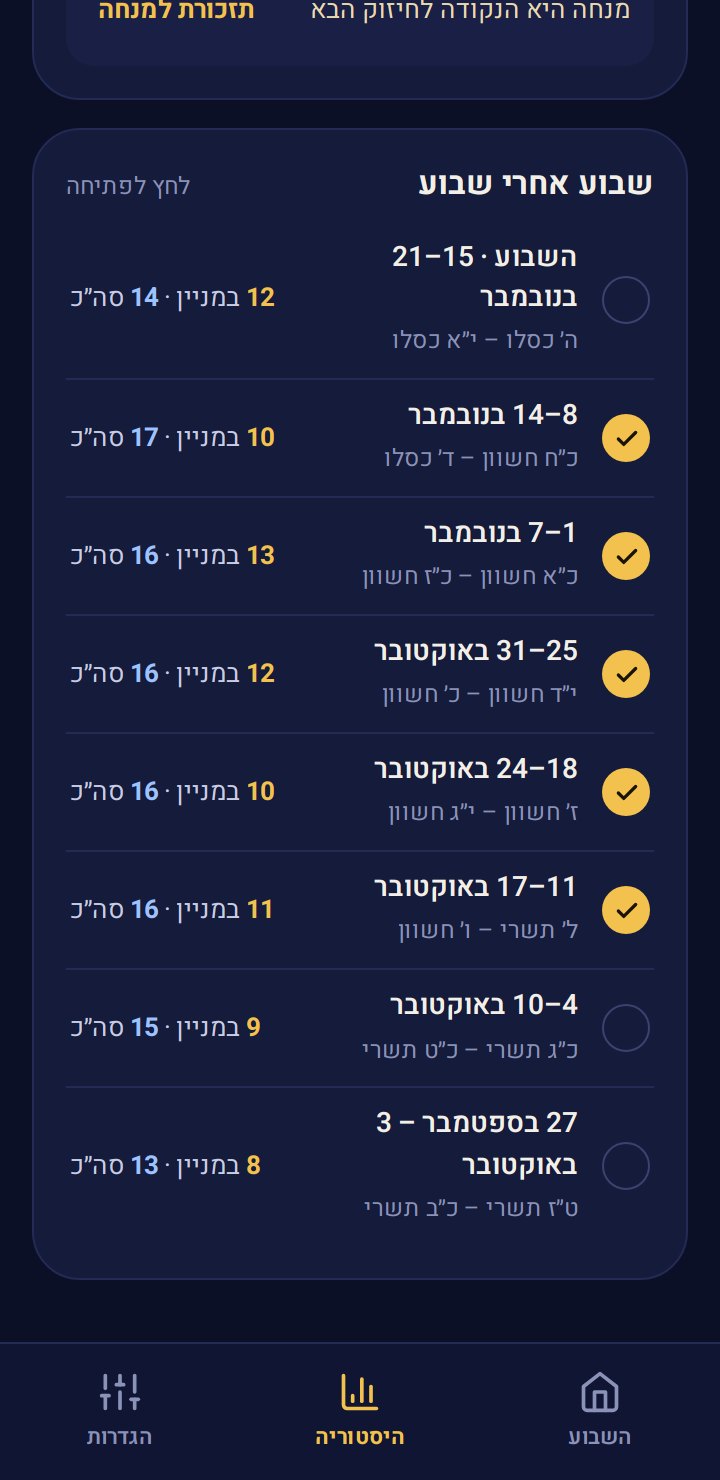 מנחה היא הנקודה לחיזוק הבא
תזכורת למנחה
שבוע אחרי שבוע
לחץ לפתיחה
השבוע · 15–21
בנובמבר
ה׳ כסלו – י״א כסלו
12 במניין · 14 סה״כ
8–14 בנובמבר
כ״ח חשוון – ד׳ כסלו
10 במניין · 17 סה״כ
1–7 בנובמבר
כ״א חשוון – כ״ז חשוון
13 במניין · 16 סה״כ
25–31 באוקטובר
י״ד חשוון – כ׳ חשוון
12 במניין · 16 סה״כ
18–24 באוקטובר
ז׳ חשוון – י״ג חשוון
10 במניין · 16 סה״כ
11–17 באוקטובר
ל׳ תשרי – ו׳ חשוון
11 במניין · 16 סה״כ
4–10 באוקטובר
כ״ג תשרי – כ״ט תשרי
9 במניין · 15 סה״כ
27 בספטמבר – 3
באוקטובר
ט״ז תשרי – כ״ב תשרי
8 במניין · 13 סה״כ
השבוע
היסטוריה
הגדרות